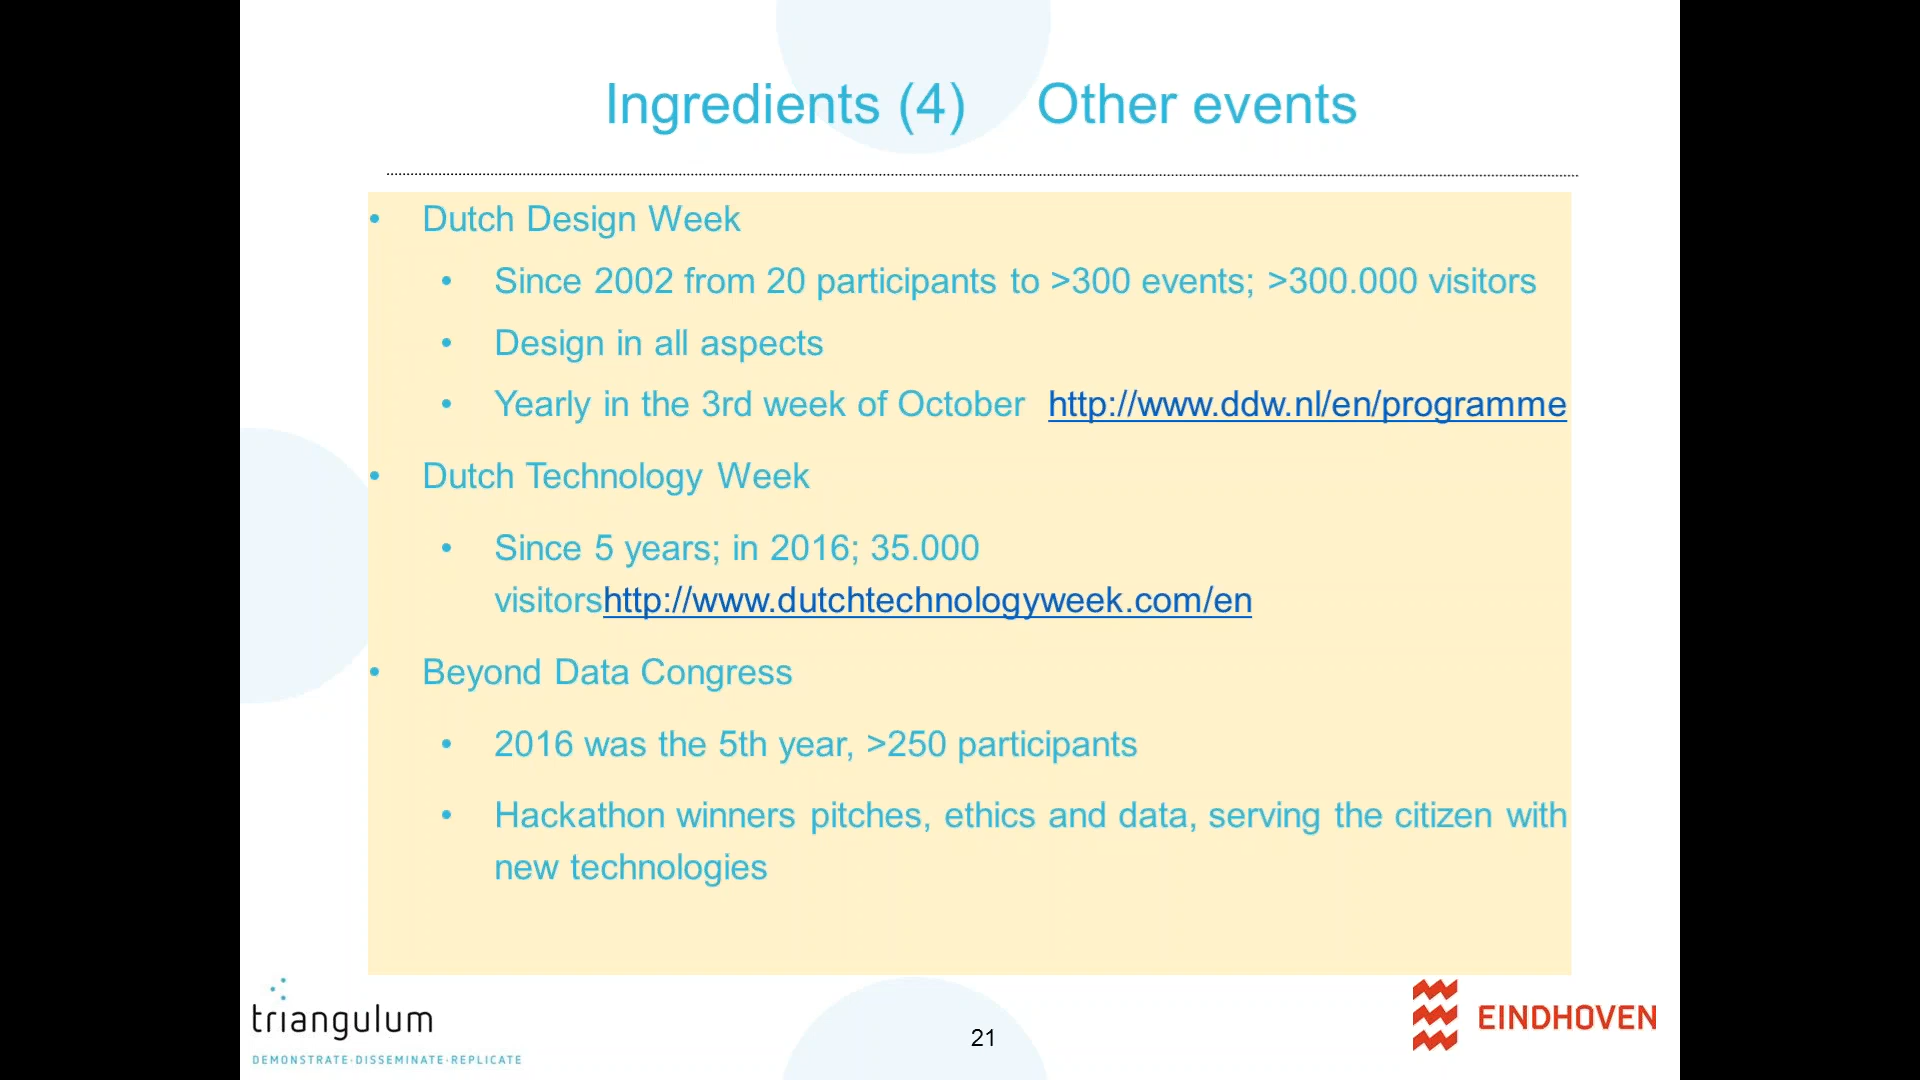 Ingredients (4) Other events
• Dutch Design Week
• Since 2002 from 20 participants to >300 events; >300.000 visitors
• Design in all aspects
• Yearly in the 3rd week of October http://www.ddw.nl/en/programme
• Dutch Technology Week
• Since 5 years; in 2016; 35.000
visitorshttp://www.dutchtechnologyweek.com/en
• Beyond Data Congress
• 2016 was the 5th year, >250 participants
• Hackathon winners pitches, ethics and data, serving the citizen with
new technologies
triangulum
DEMONSTRATE·DISSEMINATE·REPLICATE
21
EINDHOVEN